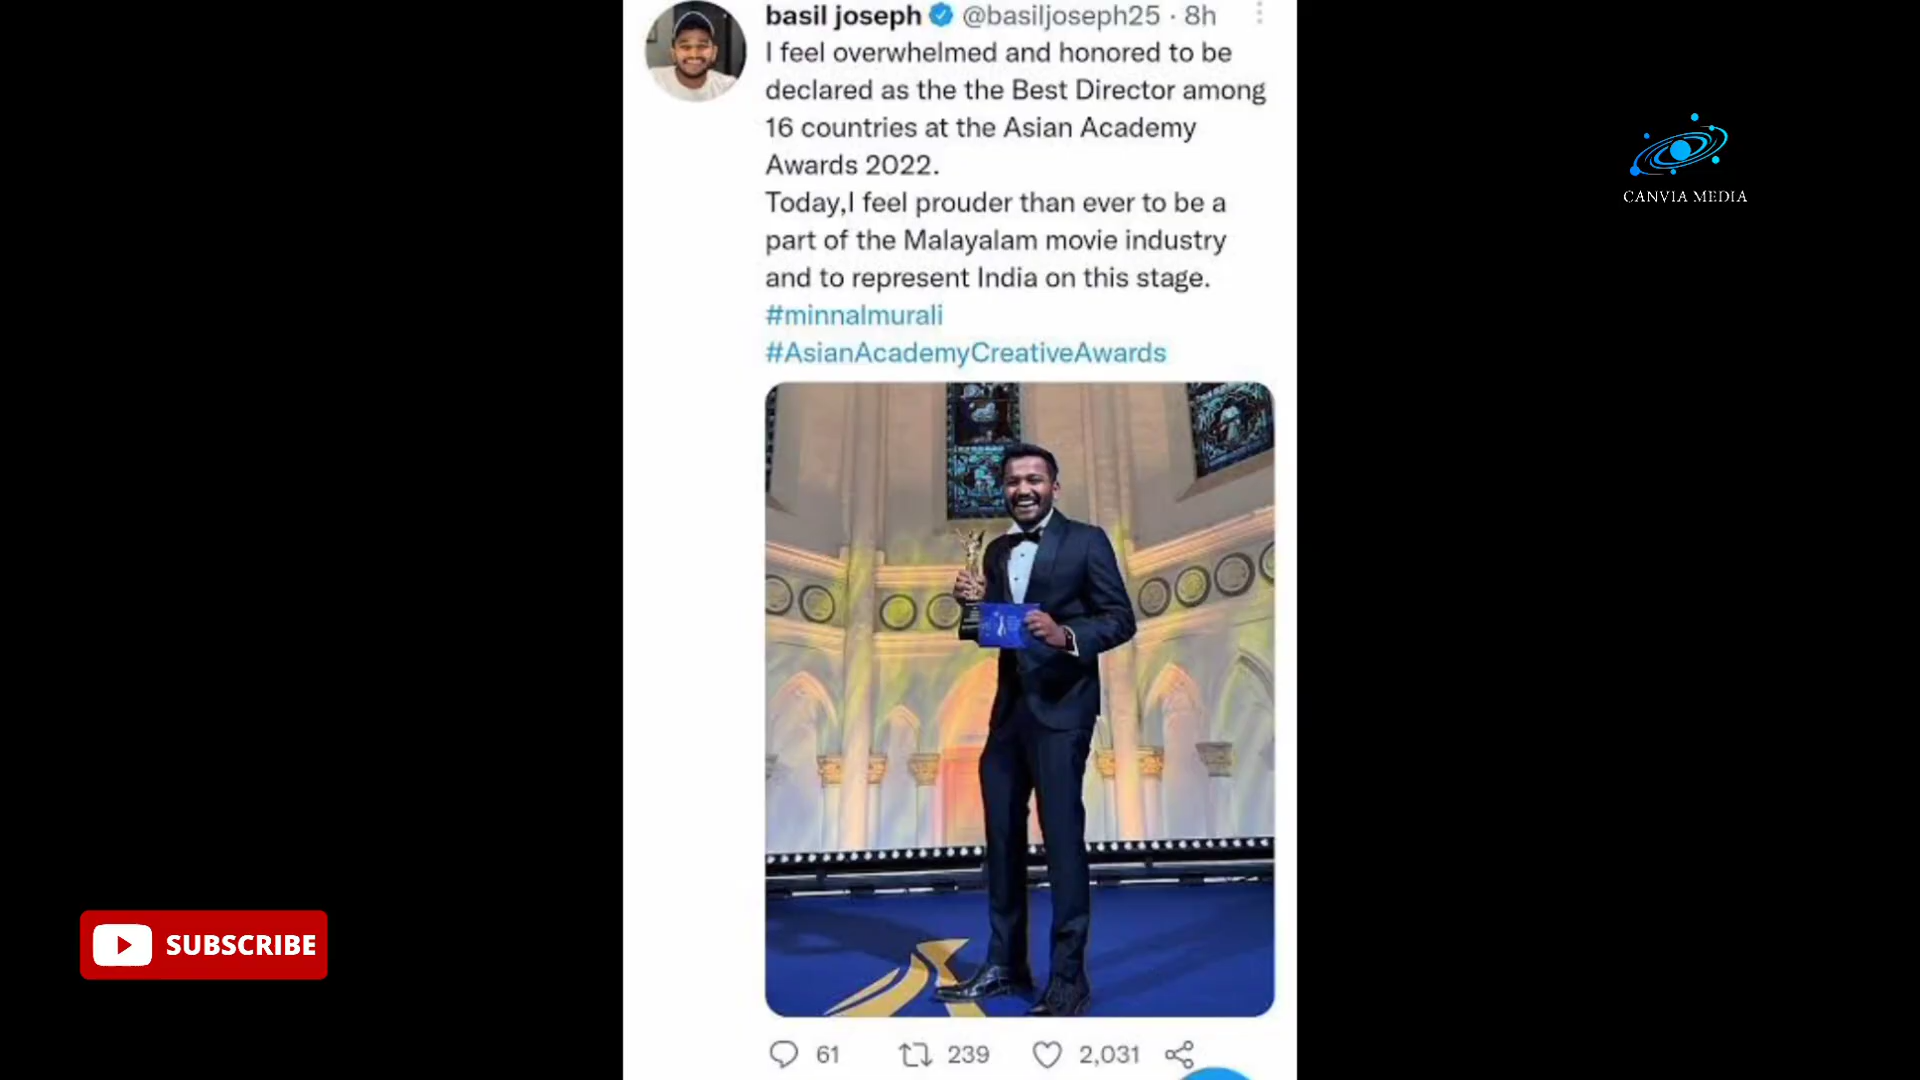 basil joseph @basiljoseph25 · 8h
I feel overwhelmed and honored to be
declared as the the Best Director among
16 countries at the Asian Academy
Awards 2022.
Today,I feel prouder than ever to be a
part of the Malayalam movie industry
and to represent India on this stage.
#minnalmurali
#AsianAcademyCreativeAwards
61 239 2,031
CANVIA MEDIA
SUBSCRIBE